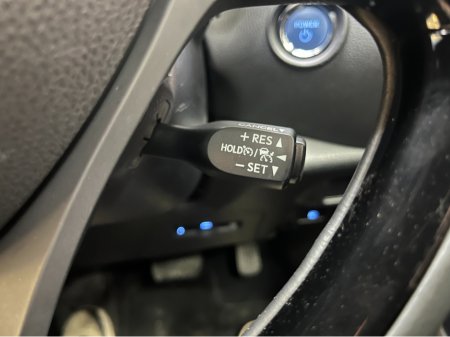 POWER
CANCEL
+ RES ▲
HOLD /
− SET ▼